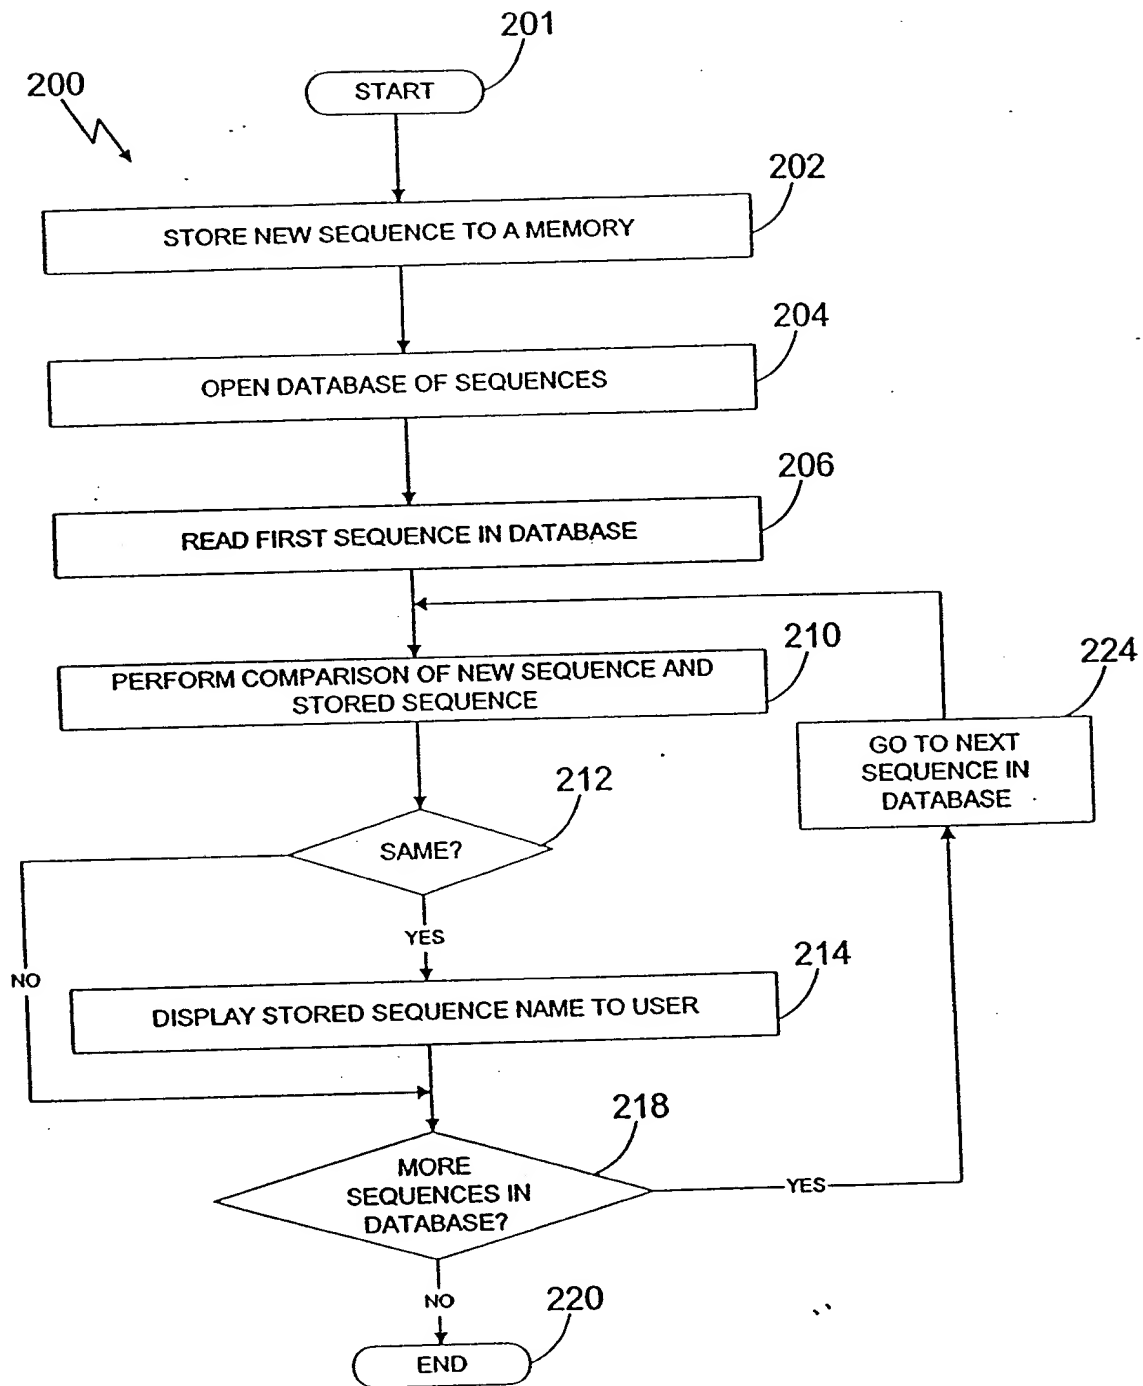 201
200
START
202
STORE NEW SEQUENCE TO A MEMORY
204
OPEN DATABASE OF SEQUENCES
206
READ FIRST SEQUENCE IN DATABASE
210
PERFORM COMPARISON OF NEW SEQUENCE AND
STORED SEQUENCE
224
GO TO NEXT
SEQUENCE IN
DATABASE
212
SAME?
YES
NO
214
DISPLAY STORED SEQUENCE NAME TO USER
218
MORE
SEQUENCES IN
DATABASE?
YES
NO
220
END